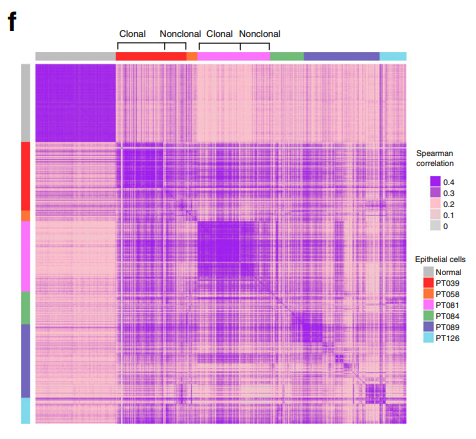 f
Clonal Nonclonal Clonal Nonclonal
Spearman
correlation
0.4
0.3
0.2
0.1
0
Epithelial cells
Normal
PT039
PT058
PT081
PT084
PT089
PT126